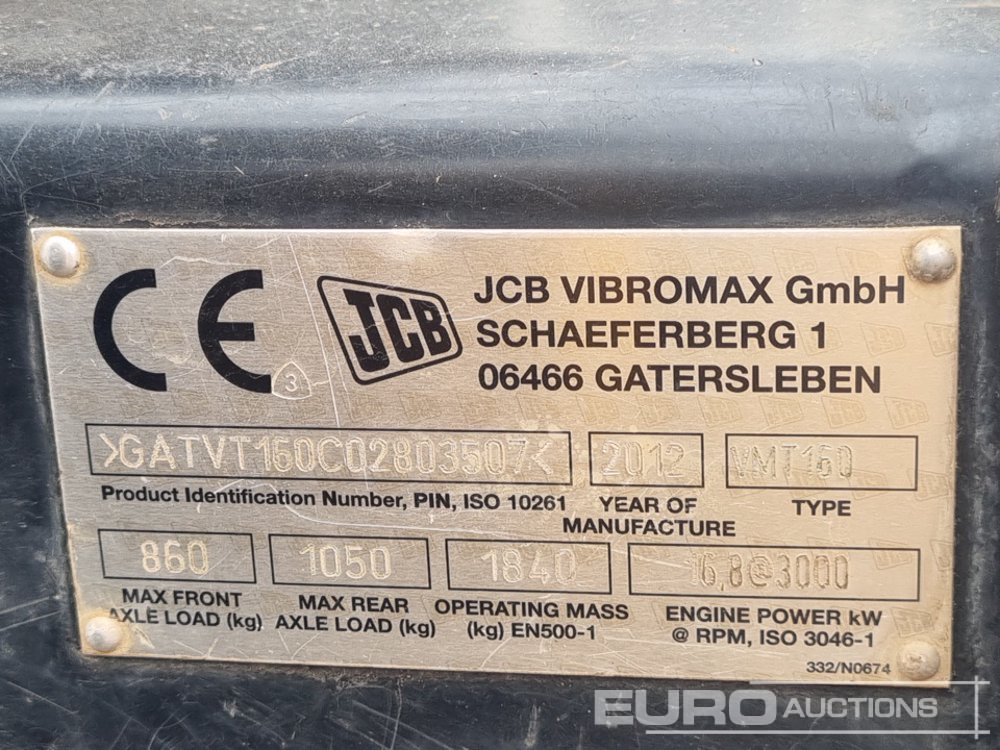 CE
3
JCB
JCB VIBROMAX GmbH
SCHAEFERBERG 1
06466 GATERSLEBEN
>GATVT160C02803507<
2012
VMT160
Product Identification Number, PIN, ISO 10261
YEAR OF
MANUFACTURE
TYPE
860
1050
1840
16,8@3000
MAX FRONT
AXLE LOAD (kg)
MAX REAR
AXLE LOAD (kg)
OPERATING MASS
(kg) EN500-1
ENGINE POWER kW
@ RPM, ISO 3046-1
332/N0674
EURO AUCTIONS